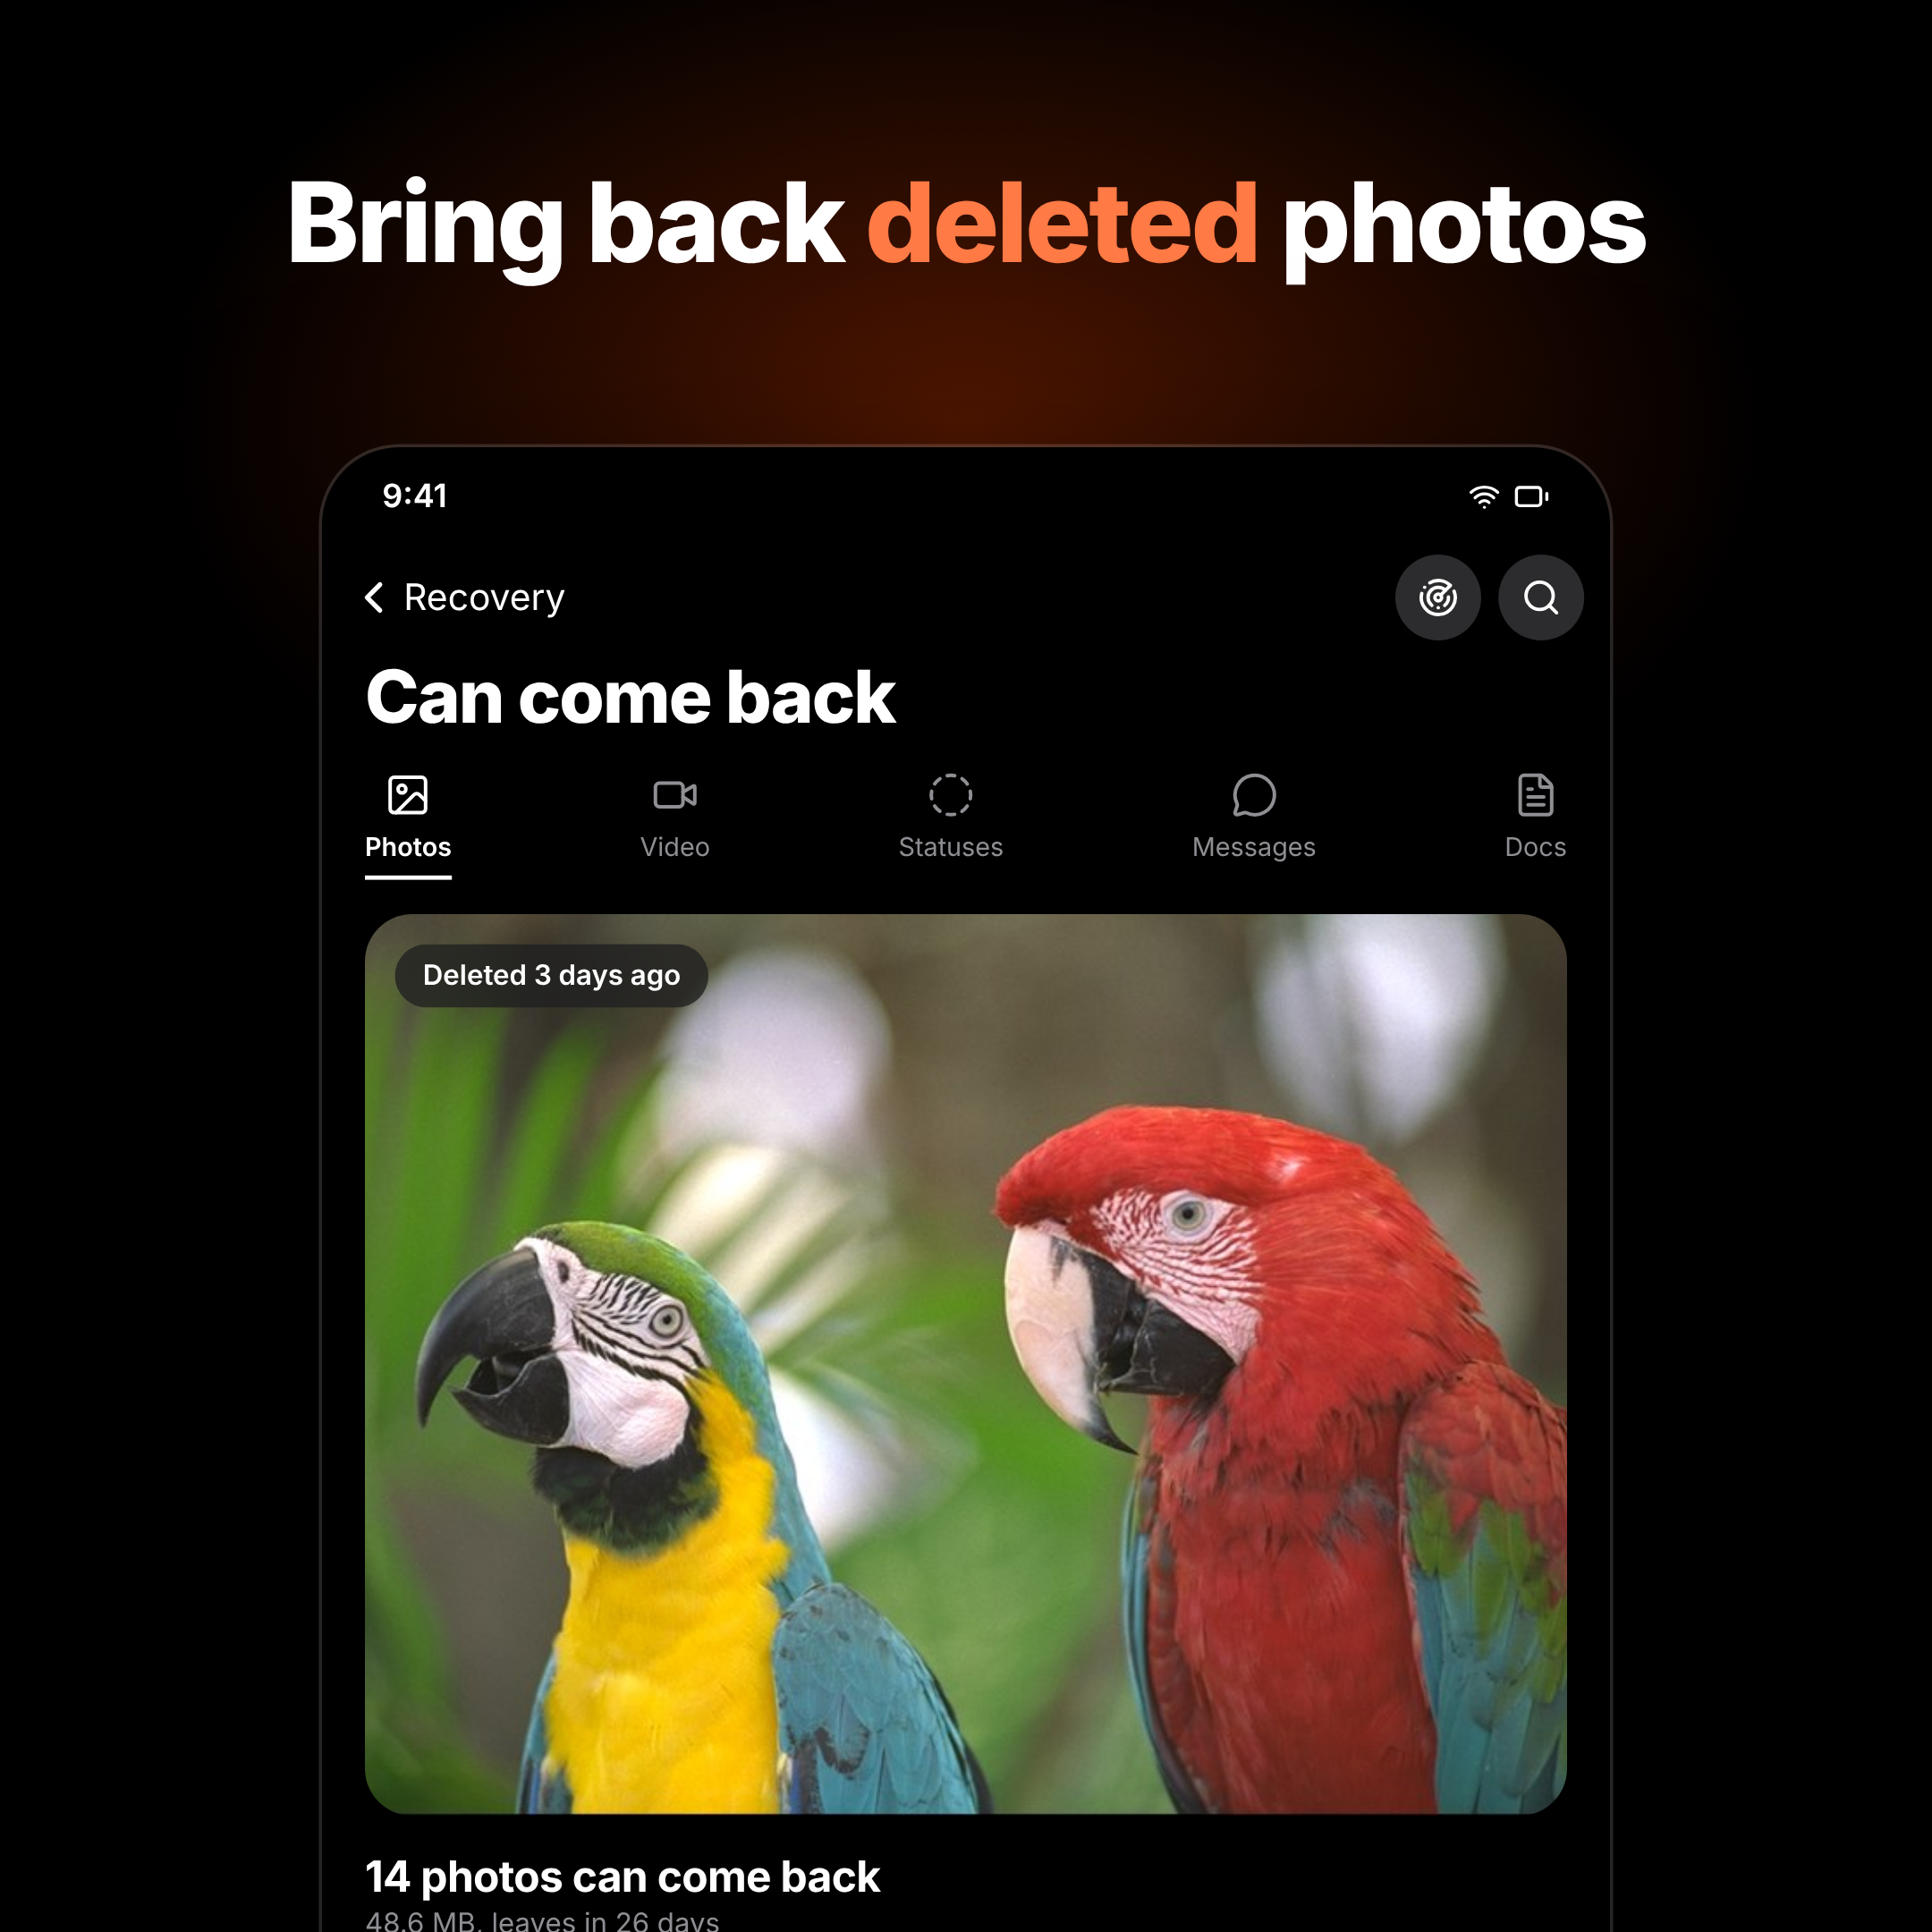 Bring back deleted photos
9:41
Recovery
Can come back
Photos
Video
Statuses
Messages
Docs
Deleted 3 days ago
14 photos can come back
48.6 MB, leaves in 26 days